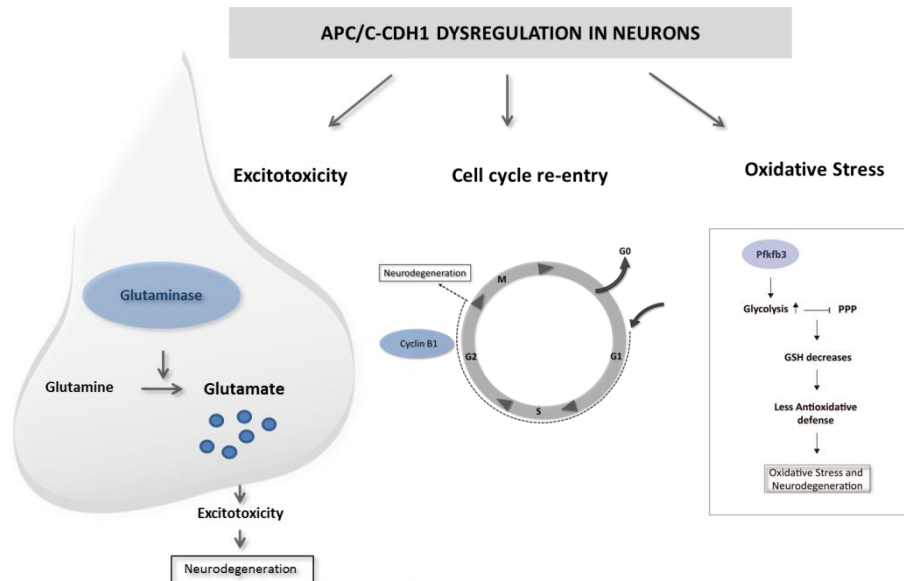 APC/C-CDH1 DYSREGULATION IN NEURONS
Excitotoxicity
Cell cycle re-entry
Oxidative Stress
Glutaminase
Glutamine
Glutamate
Excitotoxicity
Neurodegeneration
Neurodegeneration
M
G0
Cyclin B1
G2
G1
S
Pfkfb3
Glycolysis
PPP
GSH decreases
Less Antioxidative
defense
Oxidative Stress and
Neurodegeneration